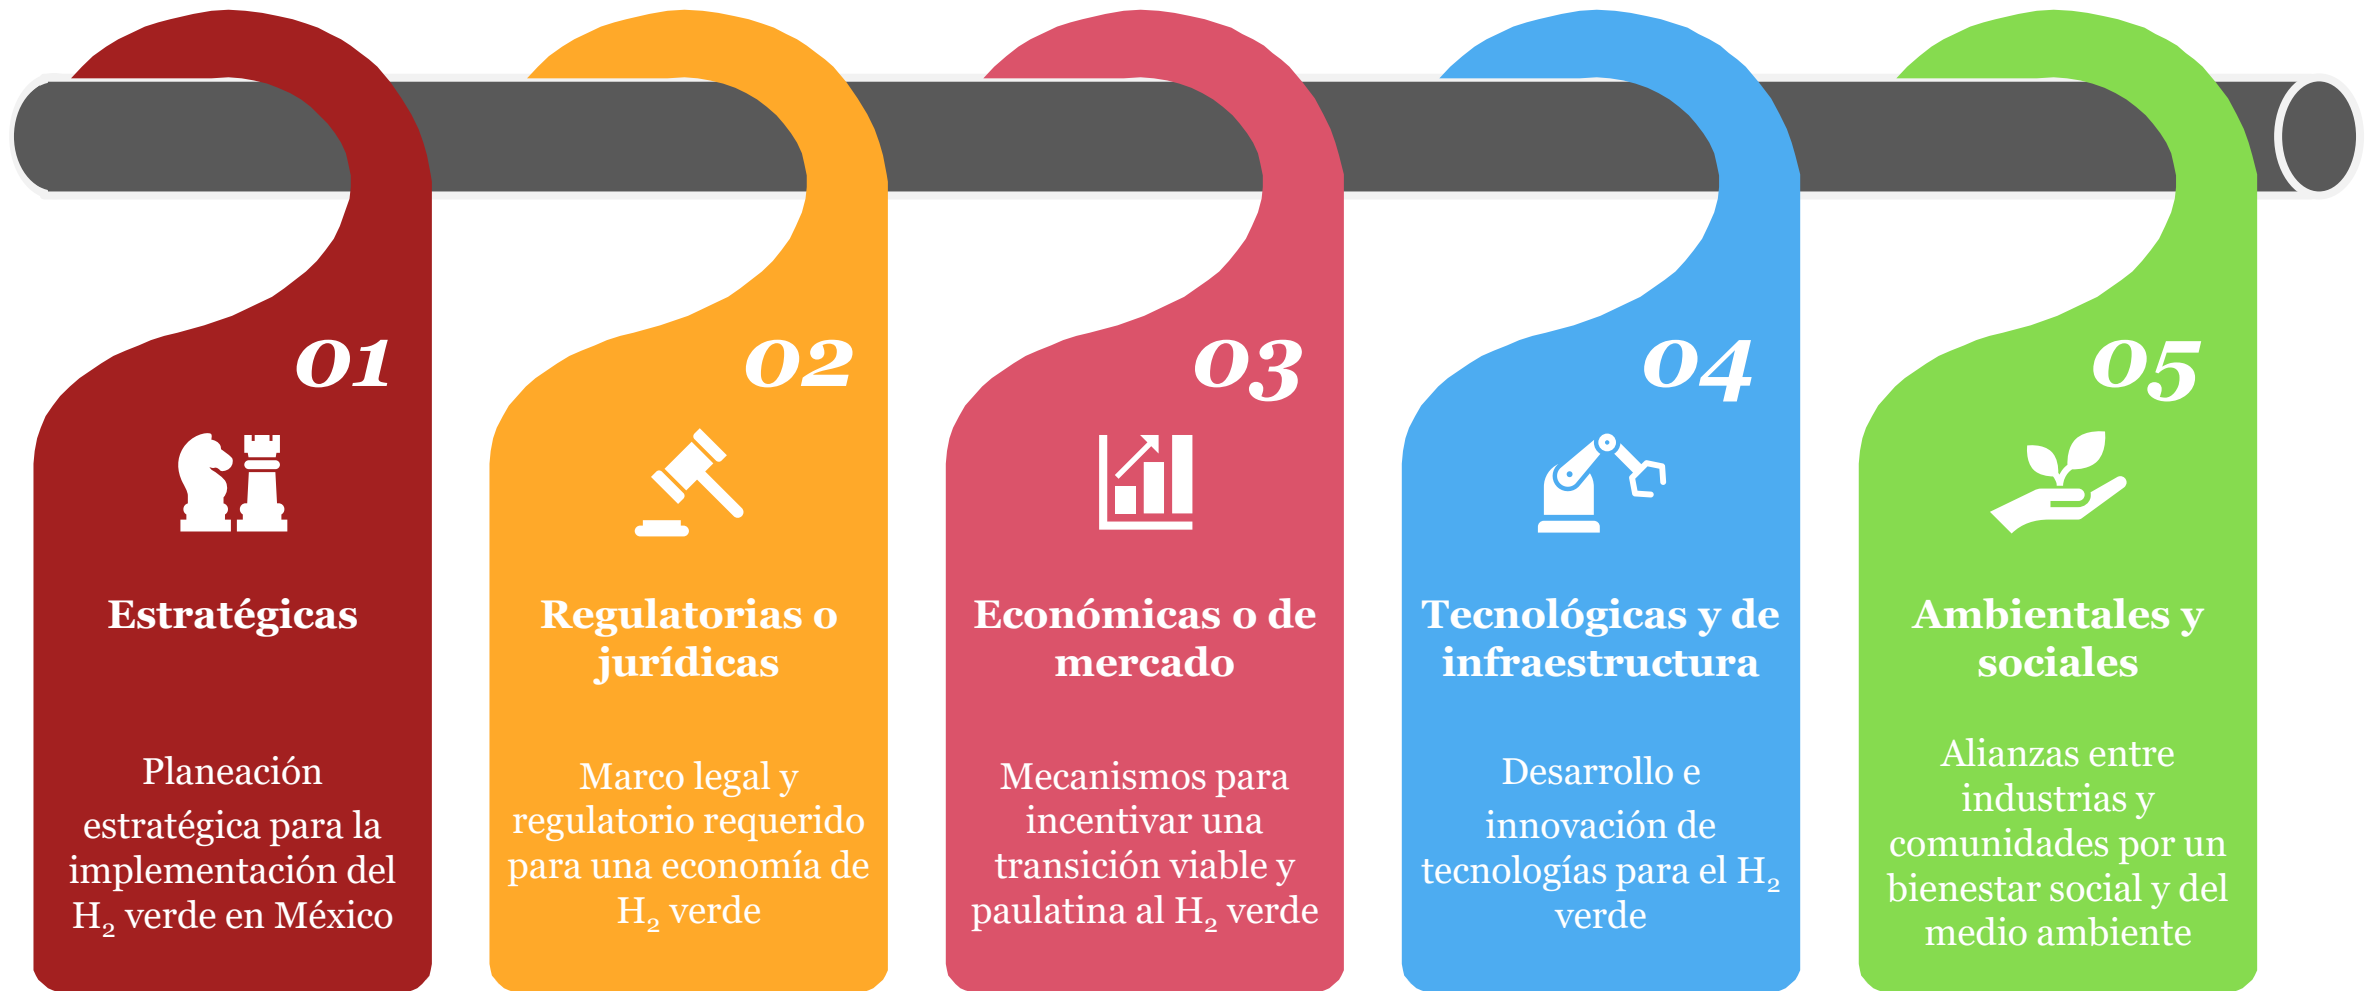 01
Estratégicas
Planeación
estratégica para la
implementación del
H₂ verde en México
02
Regulatorias o
jurídicas
Marco legal y
regulatorio requerido
para una economía de
H₂ verde
03
Económicas o de
mercado
Mecanismos para
incentivar una
transición viable y
paulatina al H₂ verde
04
Tecnológicas y de
infraestructura
Desarrollo e
innovación de
tecnologías para el H₂
verde
05
Ambientales y
sociales
Alianzas entre
industrias y
comunidades por un
bienestar social y del
medio ambiente